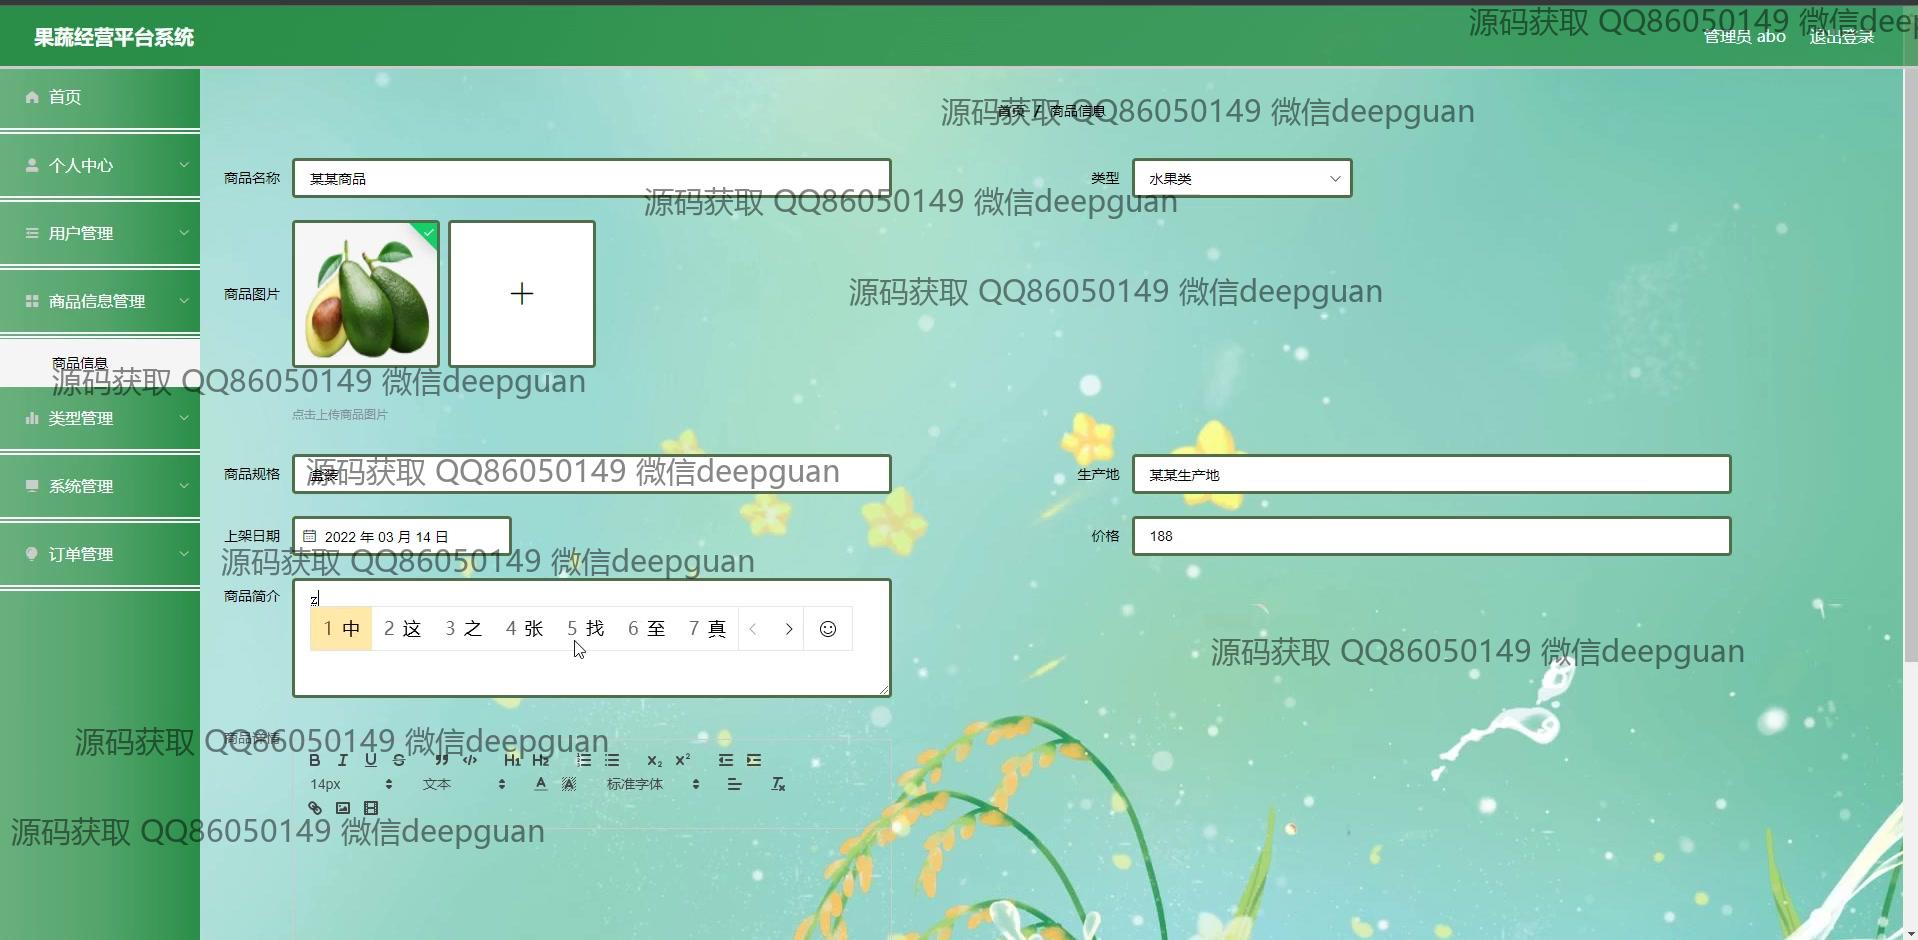 果蔬经营平台系统
管理员 abo
退出登录
源码获取 QQ86050149 微信deep
首页
个人中心
用户管理
商品信息管理
商品信息
类型管理
系统管理
订单管理
首页 / 商品信息
源码获取 QQ86050149 微信deepguan
商品名称
某某商品
类型
水果类
源码获取 QQ86050149 微信deepguan
商品图片
源码获取 QQ86050149 微信deepguan
源码获取 QQ86050149 微信deepguan
点击上传商品图片
商品规格
盒装
源码获取 QQ86050149 微信deepguan
生产地
某某生产地
上架日期
2022 年 03 月 14 日
价格
188
源码获取 QQ86050149 微信deepguan
商品简介
z
1 中 2 这 3 之 4 张 5 找 6 至 7 真
源码获取 QQ86050149 微信deepguan
商品详情
源码获取 QQ86050149 微信deepguan
B I U S H1 H2 X₂ X²
14px 文本 A A 标准字体 Tx
源码获取 QQ86050149 微信deepguan